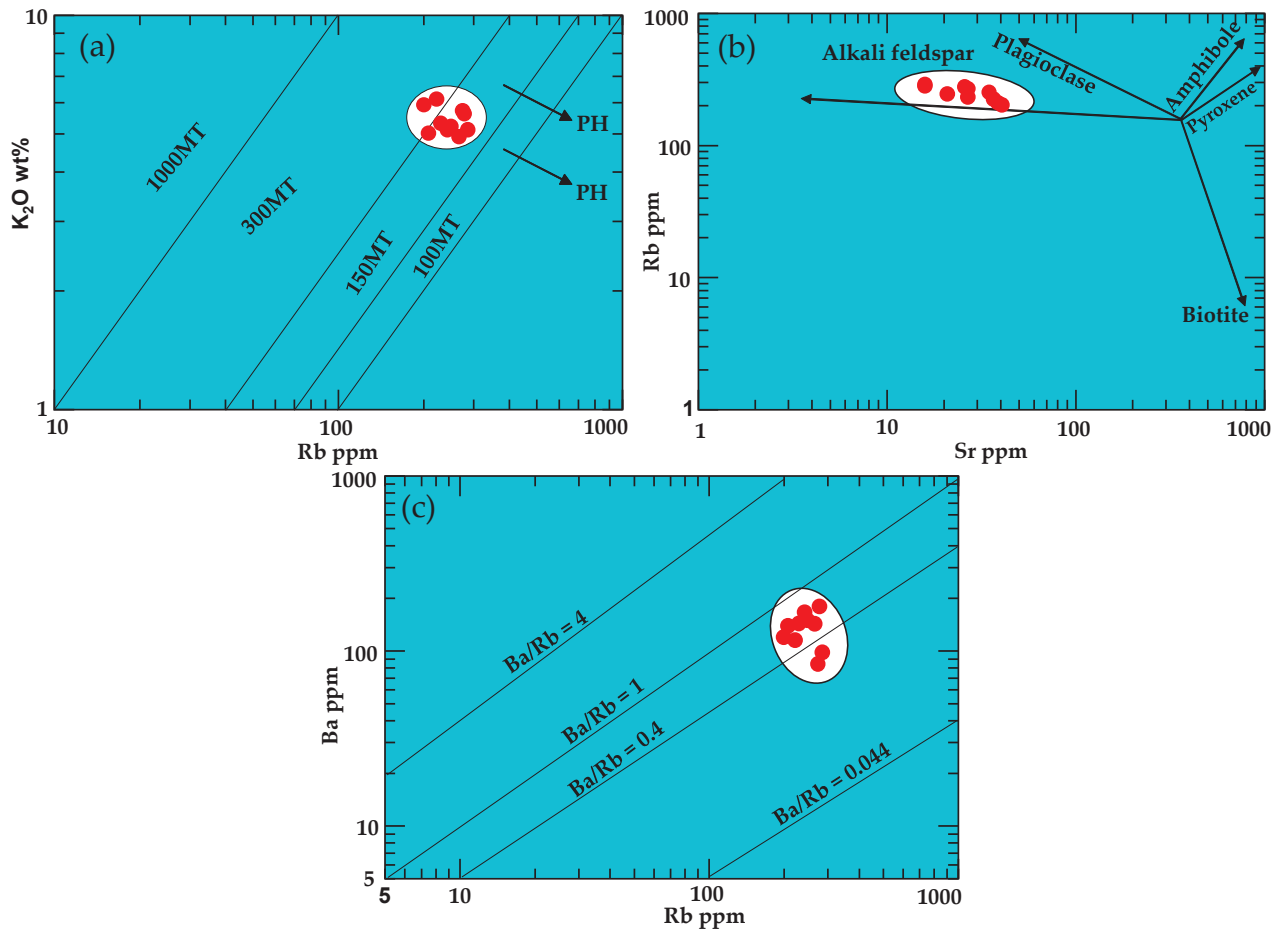 (a)
10
1
K₂O wt%
1000MT
300MT
150MT
100MT
PH
PH
10
100
1000
Rb ppm
(b)
1000
100
10
1
Rb ppm
Alkali feldspar
Plagioclase
Amphibole
Pyroxene
Biotite
1
10
100
1000
Sr ppm
(c)
1000
100
10
5
Ba ppm
Ba/Rb = 4
Ba/Rb = 1
Ba/Rb = 0.4
Ba/Rb = 0.044
5
10
100
1000
Rb ppm